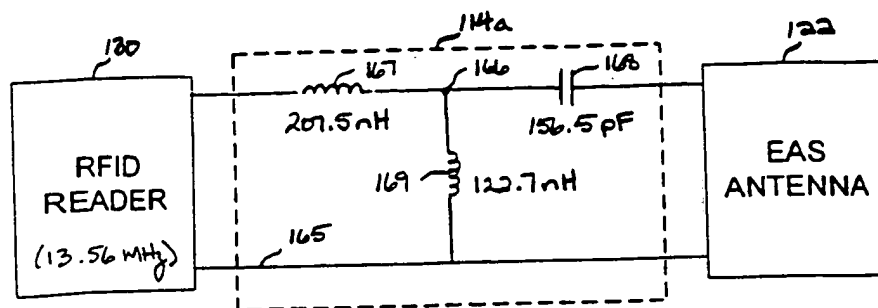 130
114a
122
167
166
168
207.5nH
156.5pF
RFID
READER
(13.56 MHz)
169
122.7nH
EAS
ANTENNA
165